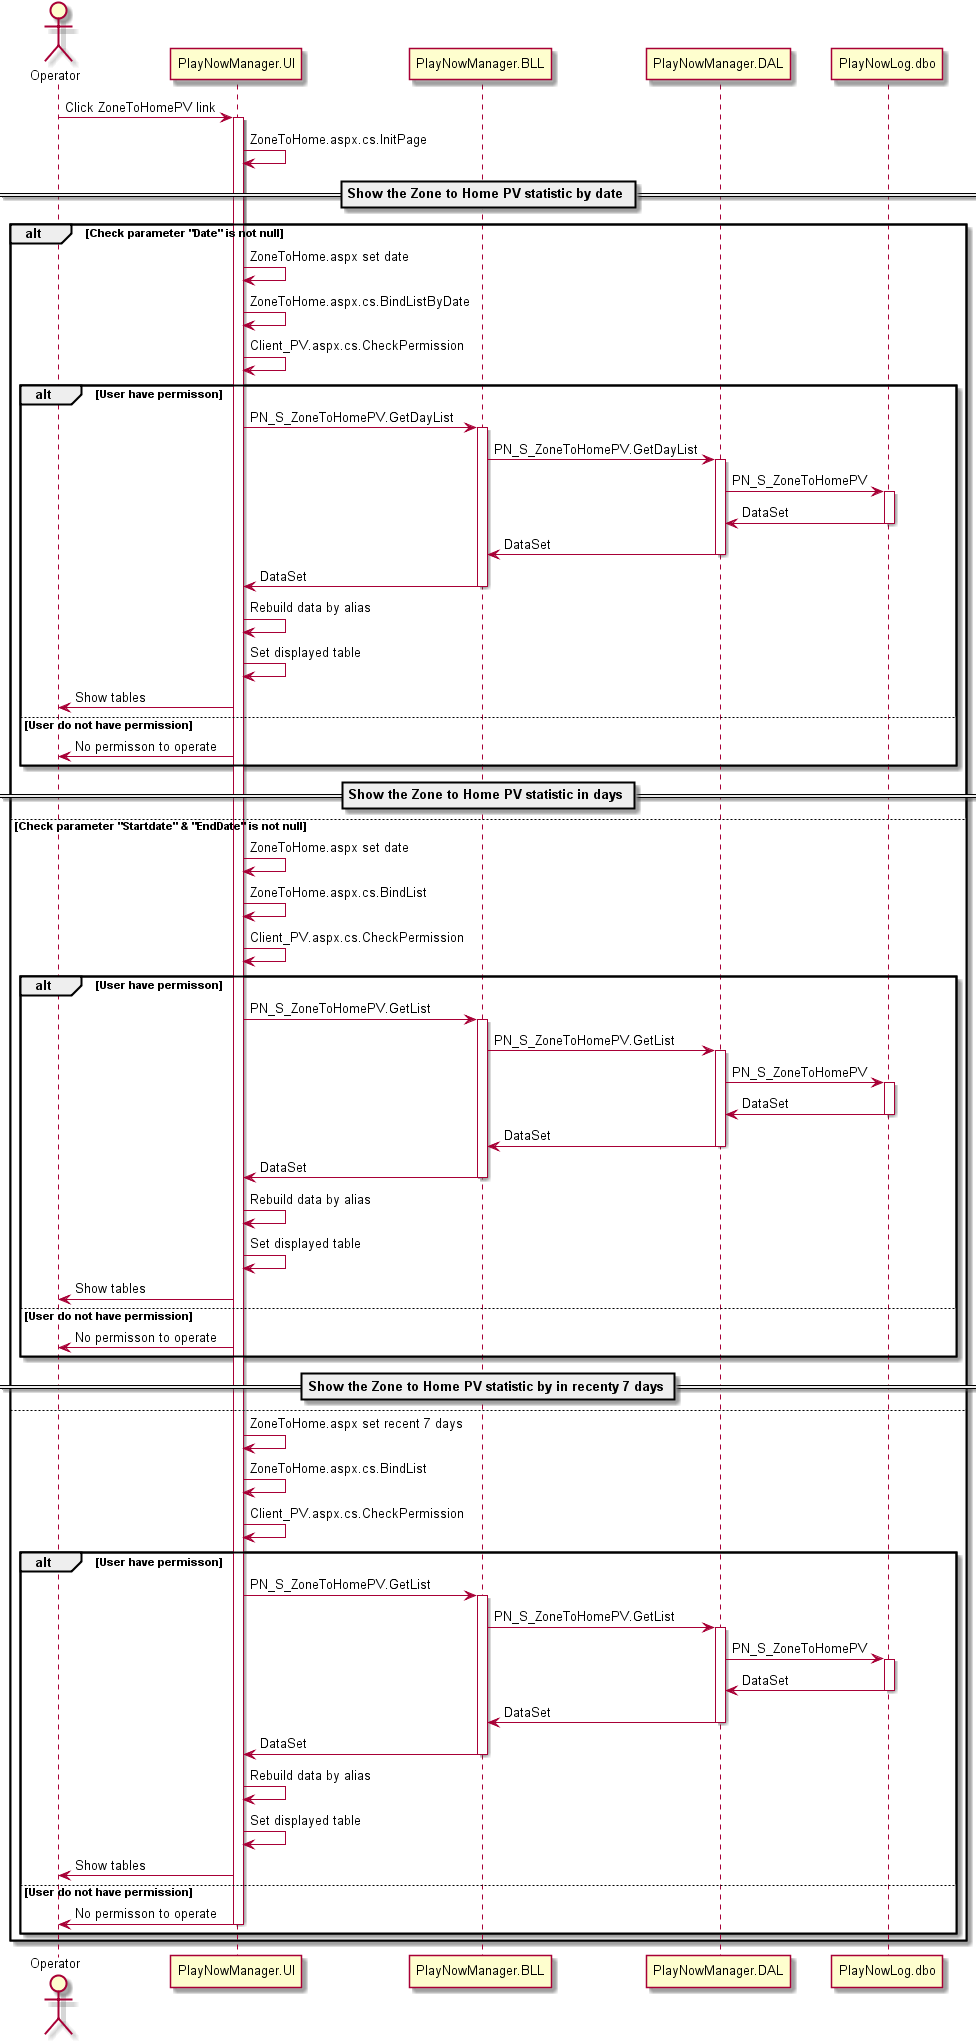 Operator
PlayNowManager.UI
PlayNowManager.BLL
PlayNowManager.DAL
PlayNowLog.dbo
Click ZoneToHomePV link
ZoneToHome.aspx.cs.InitPage
Show the Zone to Home PV statistic by date
alt [Check parameter "Date" is not null]
ZoneToHome.aspx set date
ZoneToHome.aspx.cs.BindListByDate
Client_PV.aspx.cs.CheckPermission
alt [User have permisson]
PN_S_ZoneToHomePV.GetDayList
PN_S_ZoneToHomePV.GetDayList
PN_S_ZoneToHomePV
DataSet
DataSet
DataSet
Rebuild data by alias
Set displayed table
Show tables
[User do not have permission]
No permisson to operate
Show the Zone to Home PV statistic in days
[Check parameter "Startdate" & "EndDate" is not null]
ZoneToHome.aspx set date
ZoneToHome.aspx.cs.BindList
Client_PV.aspx.cs.CheckPermission
alt [User have permisson]
PN_S_ZoneToHomePV.GetList
PN_S_ZoneToHomePV.GetList
PN_S_ZoneToHomePV
DataSet
DataSet
DataSet
Rebuild data by alias
Set displayed table
Show tables
[User do not have permission]
No permisson to operate
Show the Zone to Home PV statistic by in recenty 7 days
ZoneToHome.aspx set recent 7 days
ZoneToHome.aspx.cs.BindList
Client_PV.aspx.cs.CheckPermission
alt [User have permisson]
PN_S_ZoneToHomePV.GetList
PN_S_ZoneToHomePV.GetList
PN_S_ZoneToHomePV
DataSet
DataSet
DataSet
Rebuild data by alias
Set displayed table
Show tables
[User do not have permission]
No permisson to operate
Operator
PlayNowManager.UI
PlayNowManager.BLL
PlayNowManager.DAL
PlayNowLog.dbo